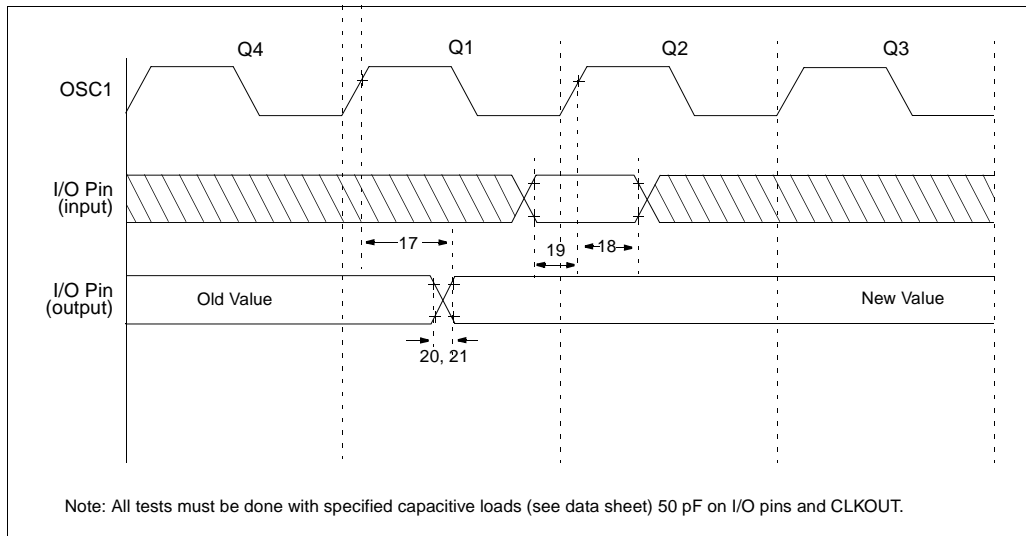 Q4 Q1 Q2 Q3
OSC1
I/O Pin
(input)
17
19
18
I/O Pin
(output)
Old Value
New Value
20, 21
Note: All tests must be done with specified capacitive loads (see data sheet) 50 pF on I/O pins and CLKOUT.